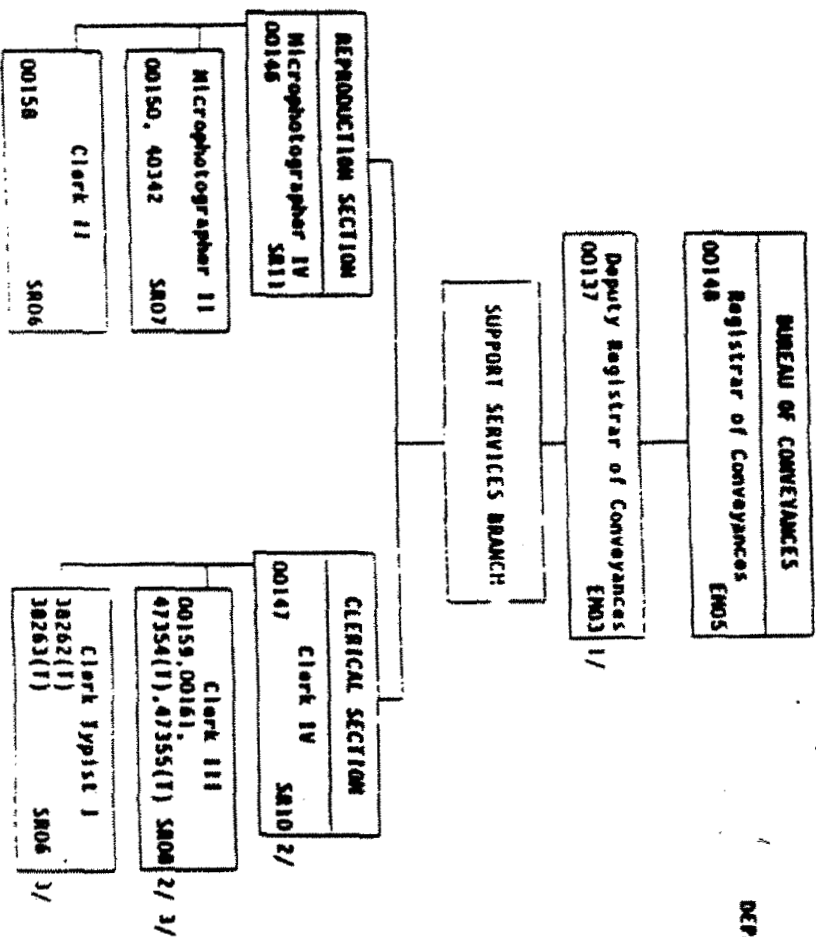 DEP
BUREAU OF CONVEYANCES
Registrar of Conveyances
00148 EM05
Deputy Registrar of Conveyances
00137 EM03 1/
SUPPORT SERVICES BRANCH
REPRODUCTION SECTION
Microphotographer IV
00146 SR11
Microphotographer II
00150, 40342 SR07
Clerk II
00158 SR06
CLERICAL SECTION
Clerk IV
00147 SR10 2/
Clerk III
00159,00161,
47354(T),47355(T) SR08 2/ 3/
Clerk Typist I
38262(T)
38263(T) SR06 3/